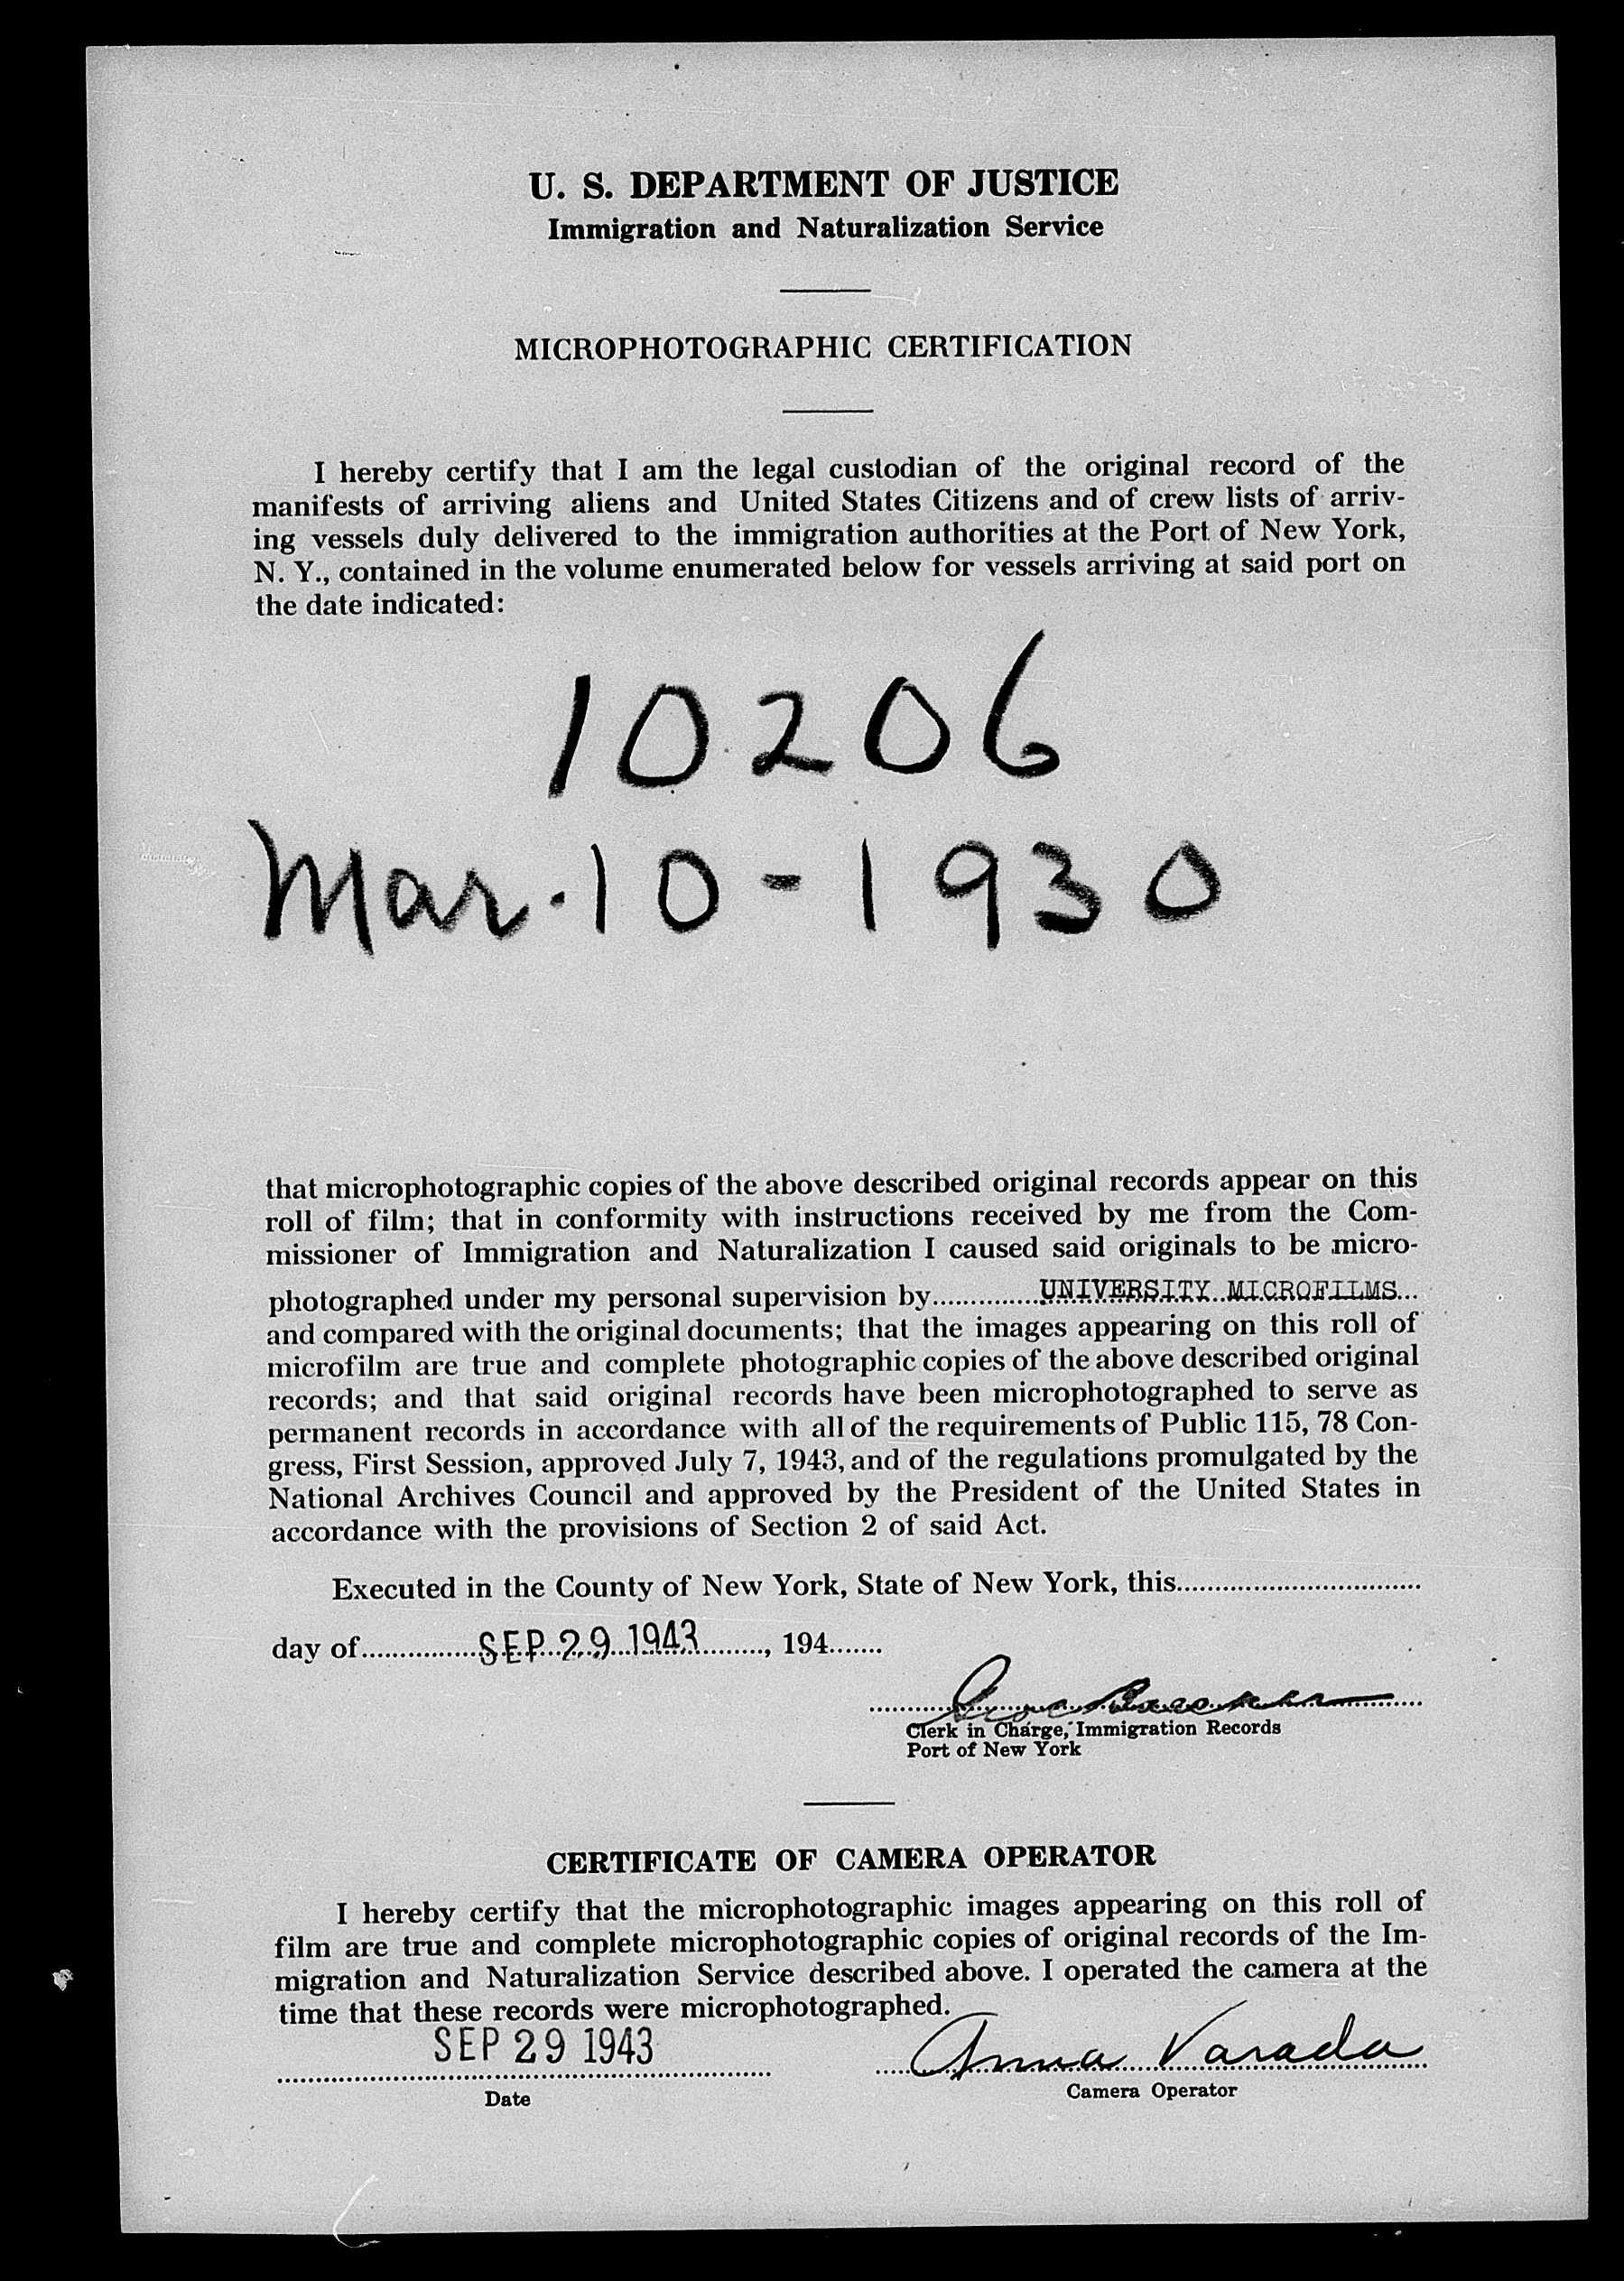 U. S. DEPARTMENT OF JUSTICE
Immigration and Naturalization Service
MICROPHOTOGRAPHIC CERTIFICATION
I hereby certify that I am the legal custodian of the original record of the
manifests of arriving aliens and United States Citizens and of crew lists of arriv-
ing vessels duly delivered to the immigration authorities at the Port of New York,
N. Y., contained in the volume enumerated below for vessels arriving at said port on
the date indicated:
10206
Mar. 10 - 1930
that microphotographic copies of the above described original records appear on this
roll of film; that in conformity with instructions received by me from the Com-
missioner of Immigration and Naturalization I caused said originals to be micro-
photographed under my personal supervision by..............UNIVERSITY MICROFILMS...
and compared with the original documents; that the images appearing on this roll of
microfilm are true and complete photographic copies of the above described original
records; and that said original records have been microphotographed to serve as
permanent records in accordance with all of the requirements of Public 115, 78 Con-
gress, First Session, approved July 7, 1943, and of the regulations promulgated by the
National Archives Council and approved by the President of the United States in
accordance with the provisions of Section 2 of said Act.
Executed in the County of New York, State of New York, this................................
day of................SEP 29 1943........., 194.......
Clerk in Charge, Immigration Records
Port of New York
CERTIFICATE OF CAMERA OPERATOR
I hereby certify that the microphotographic images appearing on this roll of
film are true and complete microphotographic copies of original records of the Im-
migration and Naturalization Service described above. I operated the camera at the
time that these records were microphotographed.
SEP 29 1943 Anna Varada
Date Camera Operator